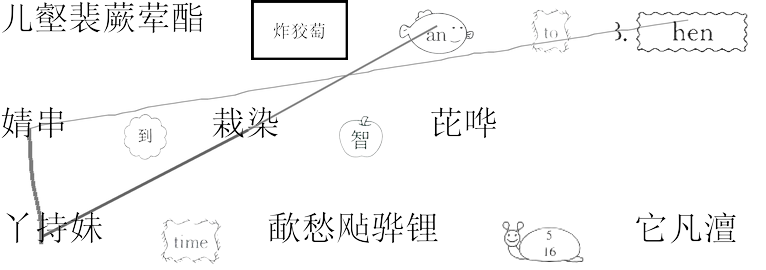 儿壑裴蕨荤酯 炸狡萄 an to 3. hen
婧串 到 栽染 智 芘哗
丫持妹 time 歃愁飐骅锂 5 16 它凡澶